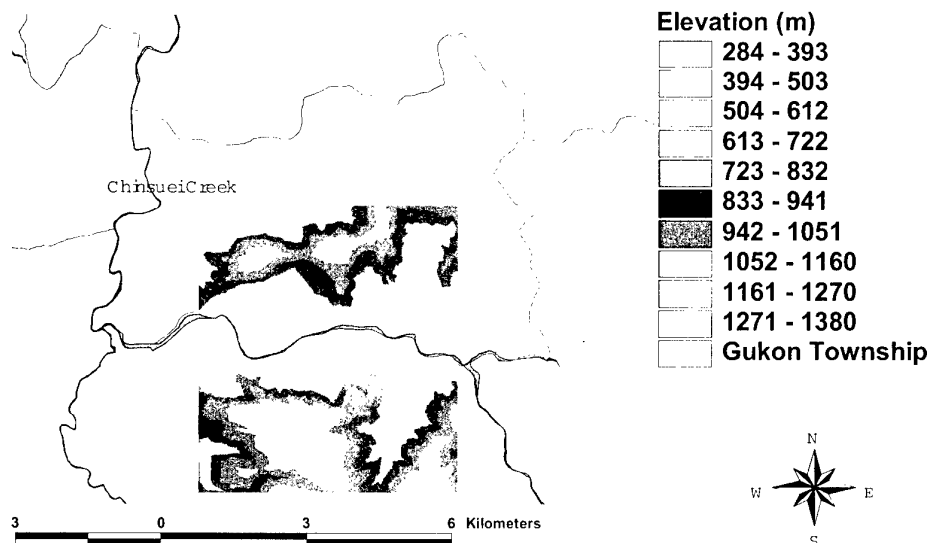 Elevation (m)
284 - 393
394 - 503
504 - 612
613 - 722
723 - 832
833 - 941
942 - 1051
1052 - 1160
1161 - 1270
1271 - 1380
Gukon Township
ChinsueiCreek
N
W E
S
3 0 3 6 Kilometers